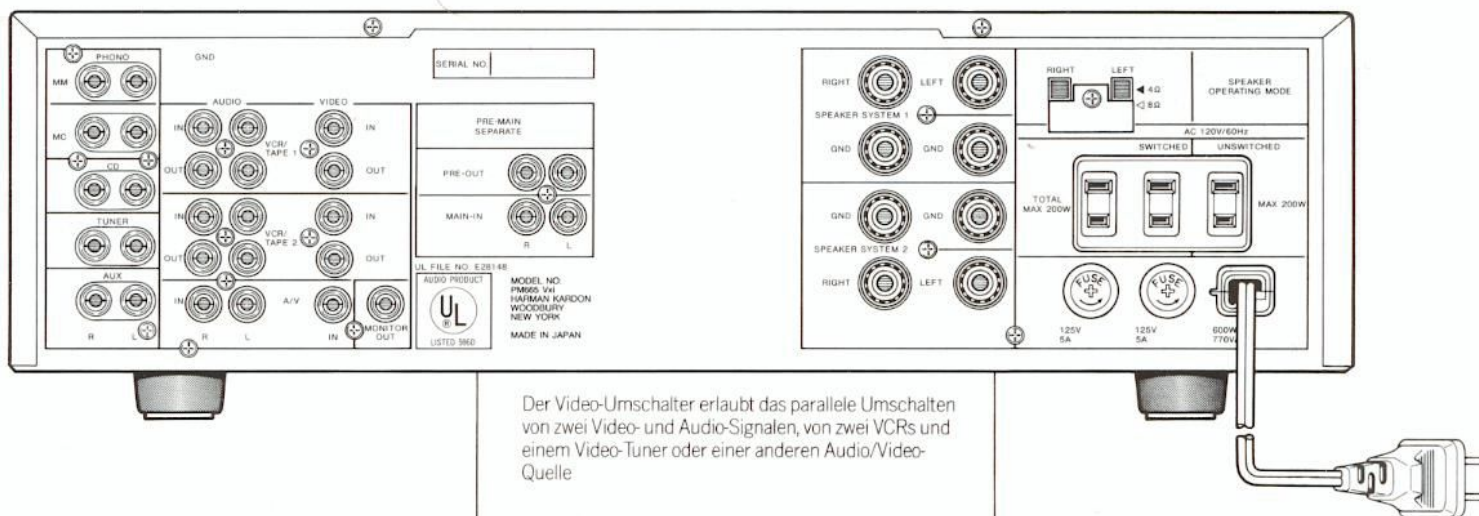 PHONO
GND
MM
MC
CD
TUNER
AUX
R L
AUDIO VIDEO
IN IN
VCR/
TAPE 1
OUT OUT
IN IN
VCR/
TAPE 2
OUT OUT
IN A/V
R L IN
MONITOR
OUT
SERIAL NO.
PRE-MAIN
SEPARATE
PRE-OUT
MAIN-IN
R L
UL FILE NO. E28148
AUDIO PRODUCT
UL
®
LISTED 386D
MODEL NO.
PM665 Vxi
HARMAN KARDON
WOODBURY
NEW YORK
MADE IN JAPAN
RIGHT LEFT
SPEAKER SYSTEM 1
GND GND
GND GND
SPEAKER SYSTEM 2
RIGHT LEFT
RIGHT LEFT
◀ 4Ω
◁ 8Ω
SPEAKER
OPERATING MODE
AC 120V/60Hz
SWITCHED UNSWITCHED
TOTAL
MAX 200W
MAX 200W
FUSE FUSE
125V
5A
125V
5A
600W
Der Video-Umschalter erlaubt das parallele Umschalten
von zwei Video- und Audio-Signalen, von zwei VCRs und
einem Video-Tuner oder einer anderen Audio/Video-
Quelle